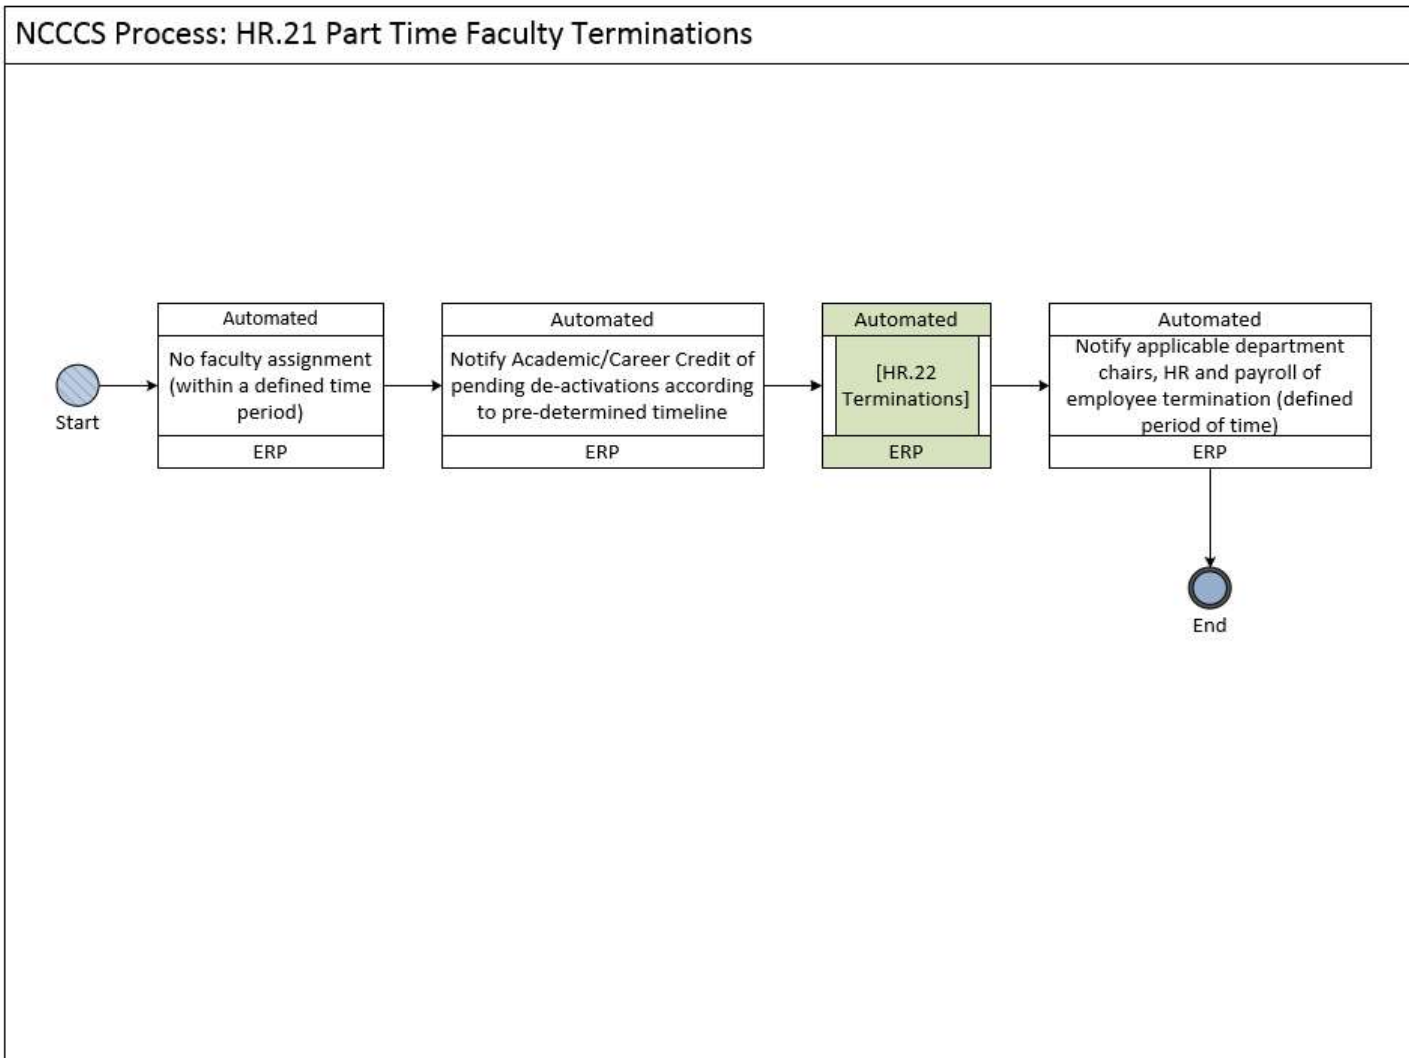 NCCCS Process: HR.21 Part Time Faculty Terminations
Start
Automated
No faculty assignment
(within a defined time
period)
ERP
Automated
Notify Academic/Career Credit of
pending de-activations according
to pre-determined timeline
ERP
Automated
[HR.22
Terminations]
ERP
Automated
Notify applicable department
chairs, HR and payroll of
employee termination (defined
period of time)
ERP
End